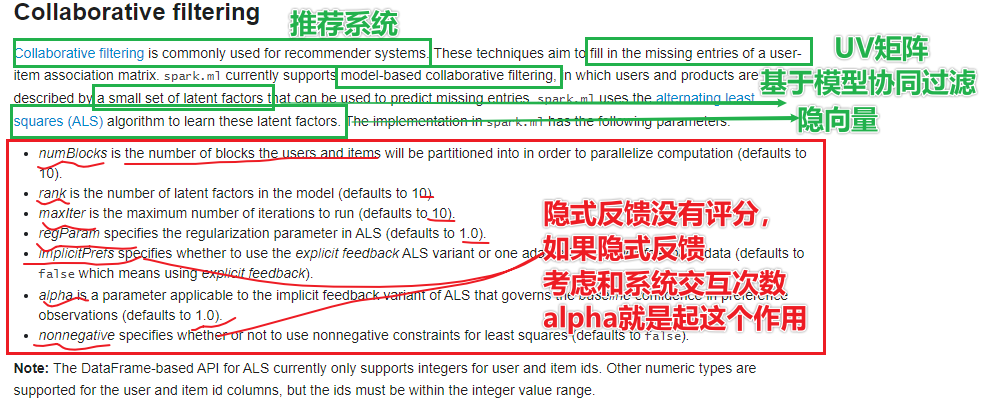 Collaborative filtering
推荐系统
Collaborative filtering is commonly used for recommender systems. These techniques aim to fill in the missing entries of a user-
item association matrix. spark.ml currently supports model-based collaborative filtering, in which users and products are
described by a small set of latent factors that can be used to predict missing entries. spark.ml uses the alternating least
squares (ALS) algorithm to learn these latent factors. The implementation in spark.ml has the following parameters:
UV矩阵
基于模型协同过滤
隐向量
• numBlocks is the number of blocks the users and items will be partitioned into in order to parallelize computation (defaults to
10).
• rank is the number of latent factors in the model (defaults to 10).
• maxIter is the maximum number of iterations to run (defaults to 10).
• regParam specifies the regularization parameter in ALS (defaults to 1.0).
• implicitPrefs specifies whether to use the explicit feedback ALS variant or one data (defaults to
false which means using explicit feedback).
• alpha is a parameter applicable to the implicit feedback variant of ALS that governs the baseline confidence in preference
observations (defaults to 1.0).
• nonnegative specifies whether or not to use nonnegative constraints for least squares (defaults to false).
隐式反馈没有评分,
如果隐式反馈
考虑和系统交互次数
alpha就是起这个作用
Note: The DataFrame-based API for ALS currently only supports integers for user and item ids. Other numeric types are
supported for the user and item id columns, but the ids must be within the integer value range.